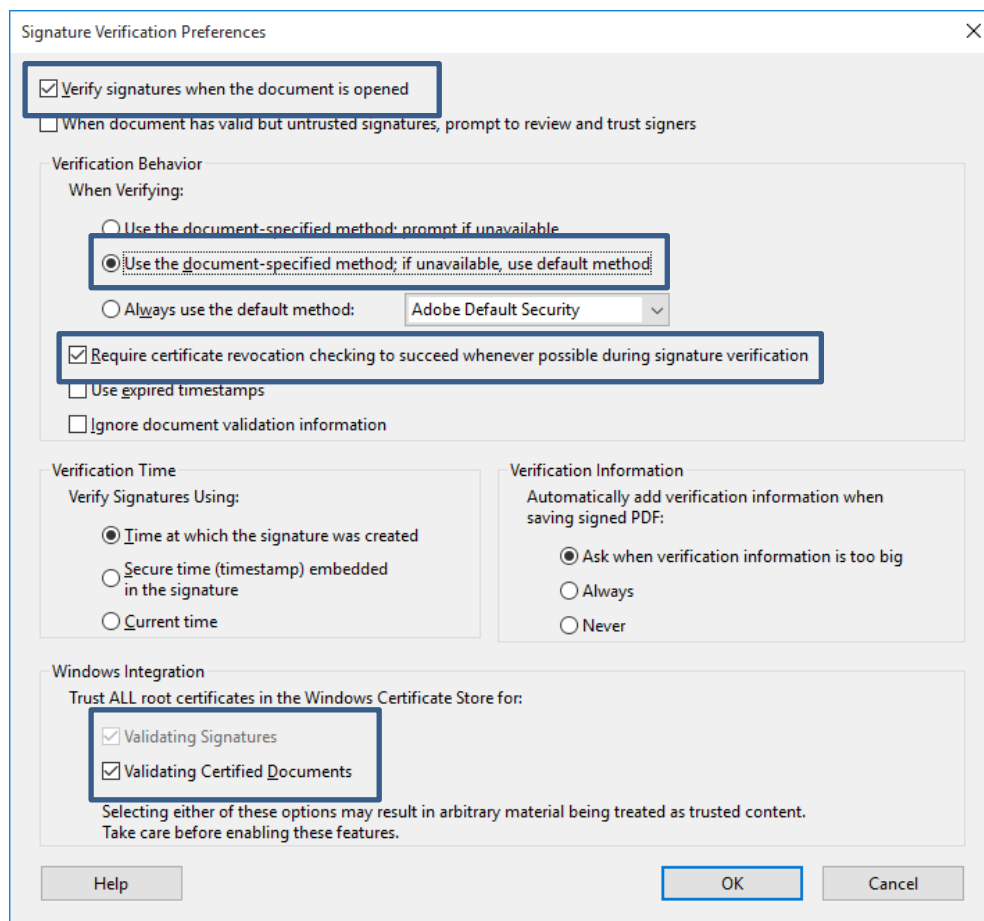 Signature Verification Preferences
Verify signatures when the document is opened
When document has valid but untrusted signatures, prompt to review and trust signers
Verification Behavior
When Verifying:
Use the document-specified method; prompt if unavailable
Use the document-specified method; if unavailable, use default method
Always use the default method:
Adobe Default Security
Require certificate revocation checking to succeed whenever possible during signature verification
Use expired timestamps
Ignore document validation information
Verification Time
Verify Signatures Using:
Time at which the signature was created
Secure time (timestamp) embedded
in the signature
Current time
Verification Information
Automatically add verification information when
saving signed PDF:
Ask when verification information is too big
Always
Never
Windows Integration
Trust ALL root certificates in the Windows Certificate Store for:
Validating Signatures
Validating Certified Documents
Selecting either of these options may result in arbitrary material being treated as trusted content.
Take care before enabling these features.
Help
OK
Cancel